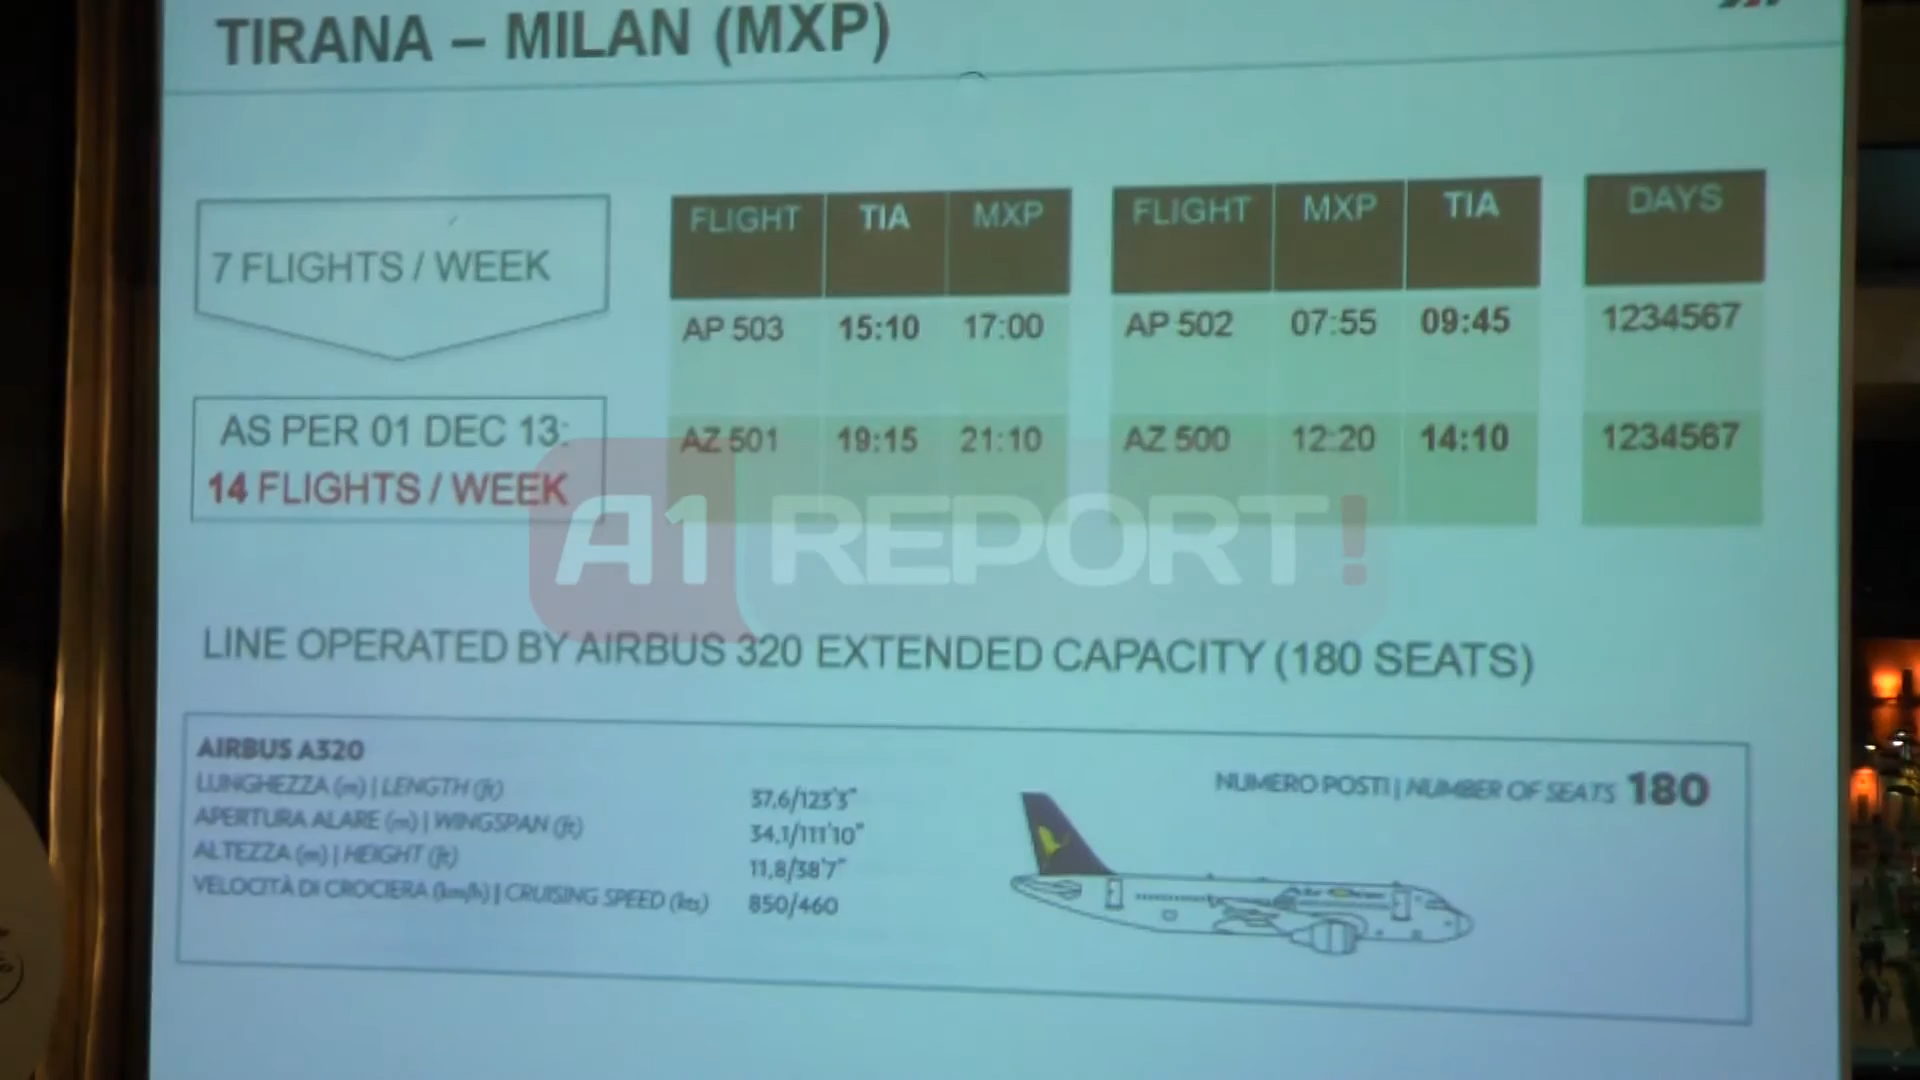 TIRANA – MILAN (MXP)
7 FLIGHTS / WEEK
FLIGHT TIA MXP FLIGHT MXP TIA DAYS
AP 503 15:10 17:00 AP 502 07:55 09:45 1234567
AS PER 01 DEC 13:
14 FLIGHTS / WEEK
AZ 501 19:15 21:10 AZ 500 12:20 14:10 1234567
A1 REPORT!
LINE OPERATED BY AIRBUS 320 EXTENDED CAPACITY (180 SEATS)
AIRBUS A320
NUMERO POSTI | NUMBER OF SEATS 180
LUNGHEZZA (m) | LENGTH (ft) 37,6/123'3"
APERTURA ALARE (m) | WINGSPAN (ft) 34,1/111'10"
ALTEZZA (m) | HEIGHT (ft) 11,8/38'7"
VELOCITÀ DI CROCIERA (km/h) | CRUISING SPEED (kts) 850/460